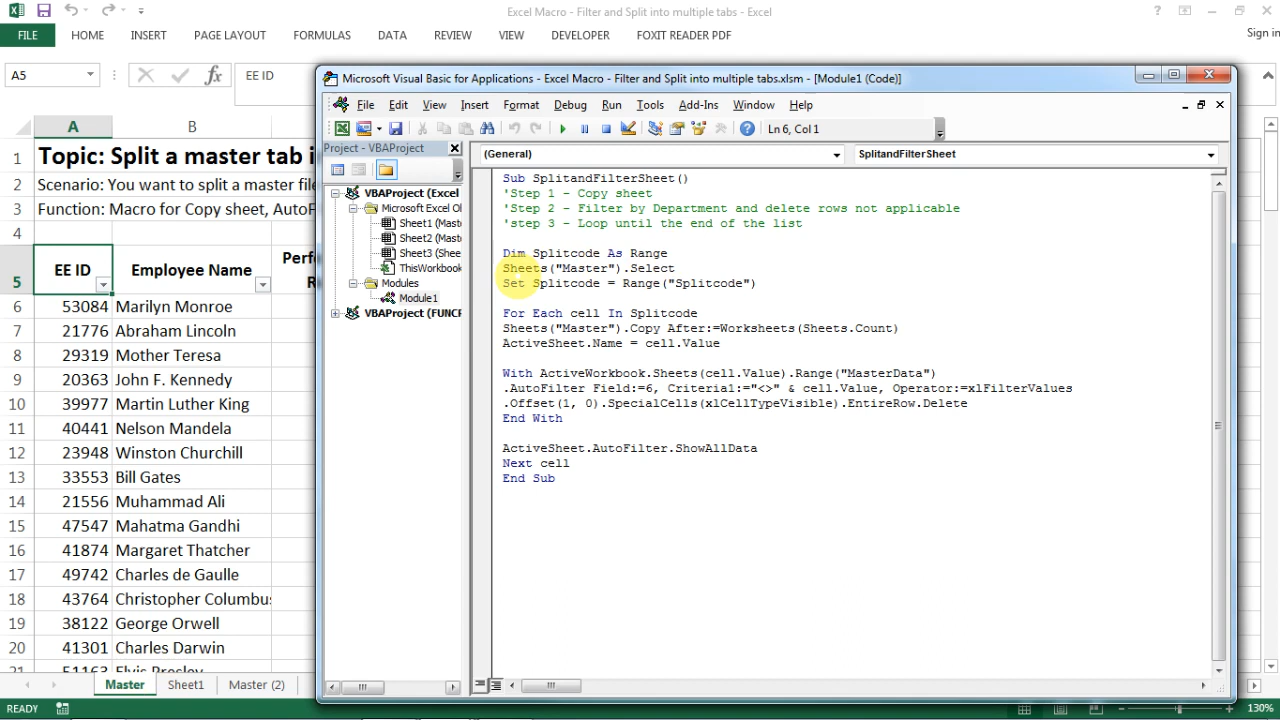 Excel Macro - Filter and Split into multiple tabs - Excel
FILE HOME INSERT PAGE LAYOUT FORMULAS DATA REVIEW VIEW DEVELOPER FOXIT READER PDF Sign in
A5 fx EE ID
A B
1 Topic: Split a master tab i
2 Scenario: You want to split a master file
3 Function: Macro for Copy sheet, AutoF
4
5 EE ID Employee Name Perf
6 53084 Marilyn Monroe
7 21776 Abraham Lincoln
8 29319 Mother Teresa
9 20363 John F. Kennedy
10 39977 Martin Luther King
11 40441 Nelson Mandela
12 23948 Winston Churchill
13 33553 Bill Gates
14 21556 Muhammad Ali
15 47547 Mahatma Gandhi
16 41874 Margaret Thatcher
17 49742 Charles de Gaulle
18 43764 Christopher Columbus
19 38122 George Orwell
20 41301 Charles Darwin
21 51163 Elvis Presley
Master Sheet1 Master (2)
READY 130%
Microsoft Visual Basic for Applications - Excel Macro - Filter and Split into multiple tabs.xlsm - [Module1 (Code)]
File Edit View Insert Format Debug Run Tools Add-Ins Window Help
Ln 6, Col 1
Project - VBAProject
VBAProject (Excel
Microsoft Excel Ol
Sheet1 (Mast
Sheet2 (Mast
Sheet3 (Shee
ThisWorkbook
Modules
Module1
VBAProject (FUNCR
(General) SplitandFilterSheet
Sub SplitandFilterSheet()
'Step 1 - Copy sheet
'Step 2 - Filter by Department and delete rows not applicable
'step 3 - Loop until the end of the list
Dim Splitcode As Range
Sheets("Master").Select
Set Splitcode = Range("Splitcode")
For Each cell In Splitcode
Sheets("Master").Copy After:=Worksheets(Sheets.Count)
ActiveSheet.Name = cell.Value
With ActiveWorkbook.Sheets(cell.Value).Range("MasterData")
.AutoFilter Field:=6, Criteria1:="<>" & cell.Value, Operator:=xlFilterValues
.Offset(1, 0).SpecialCells(xlCellTypeVisible).EntireRow.Delete
End With
ActiveSheet.AutoFilter.ShowAllData
Next cell
End Sub